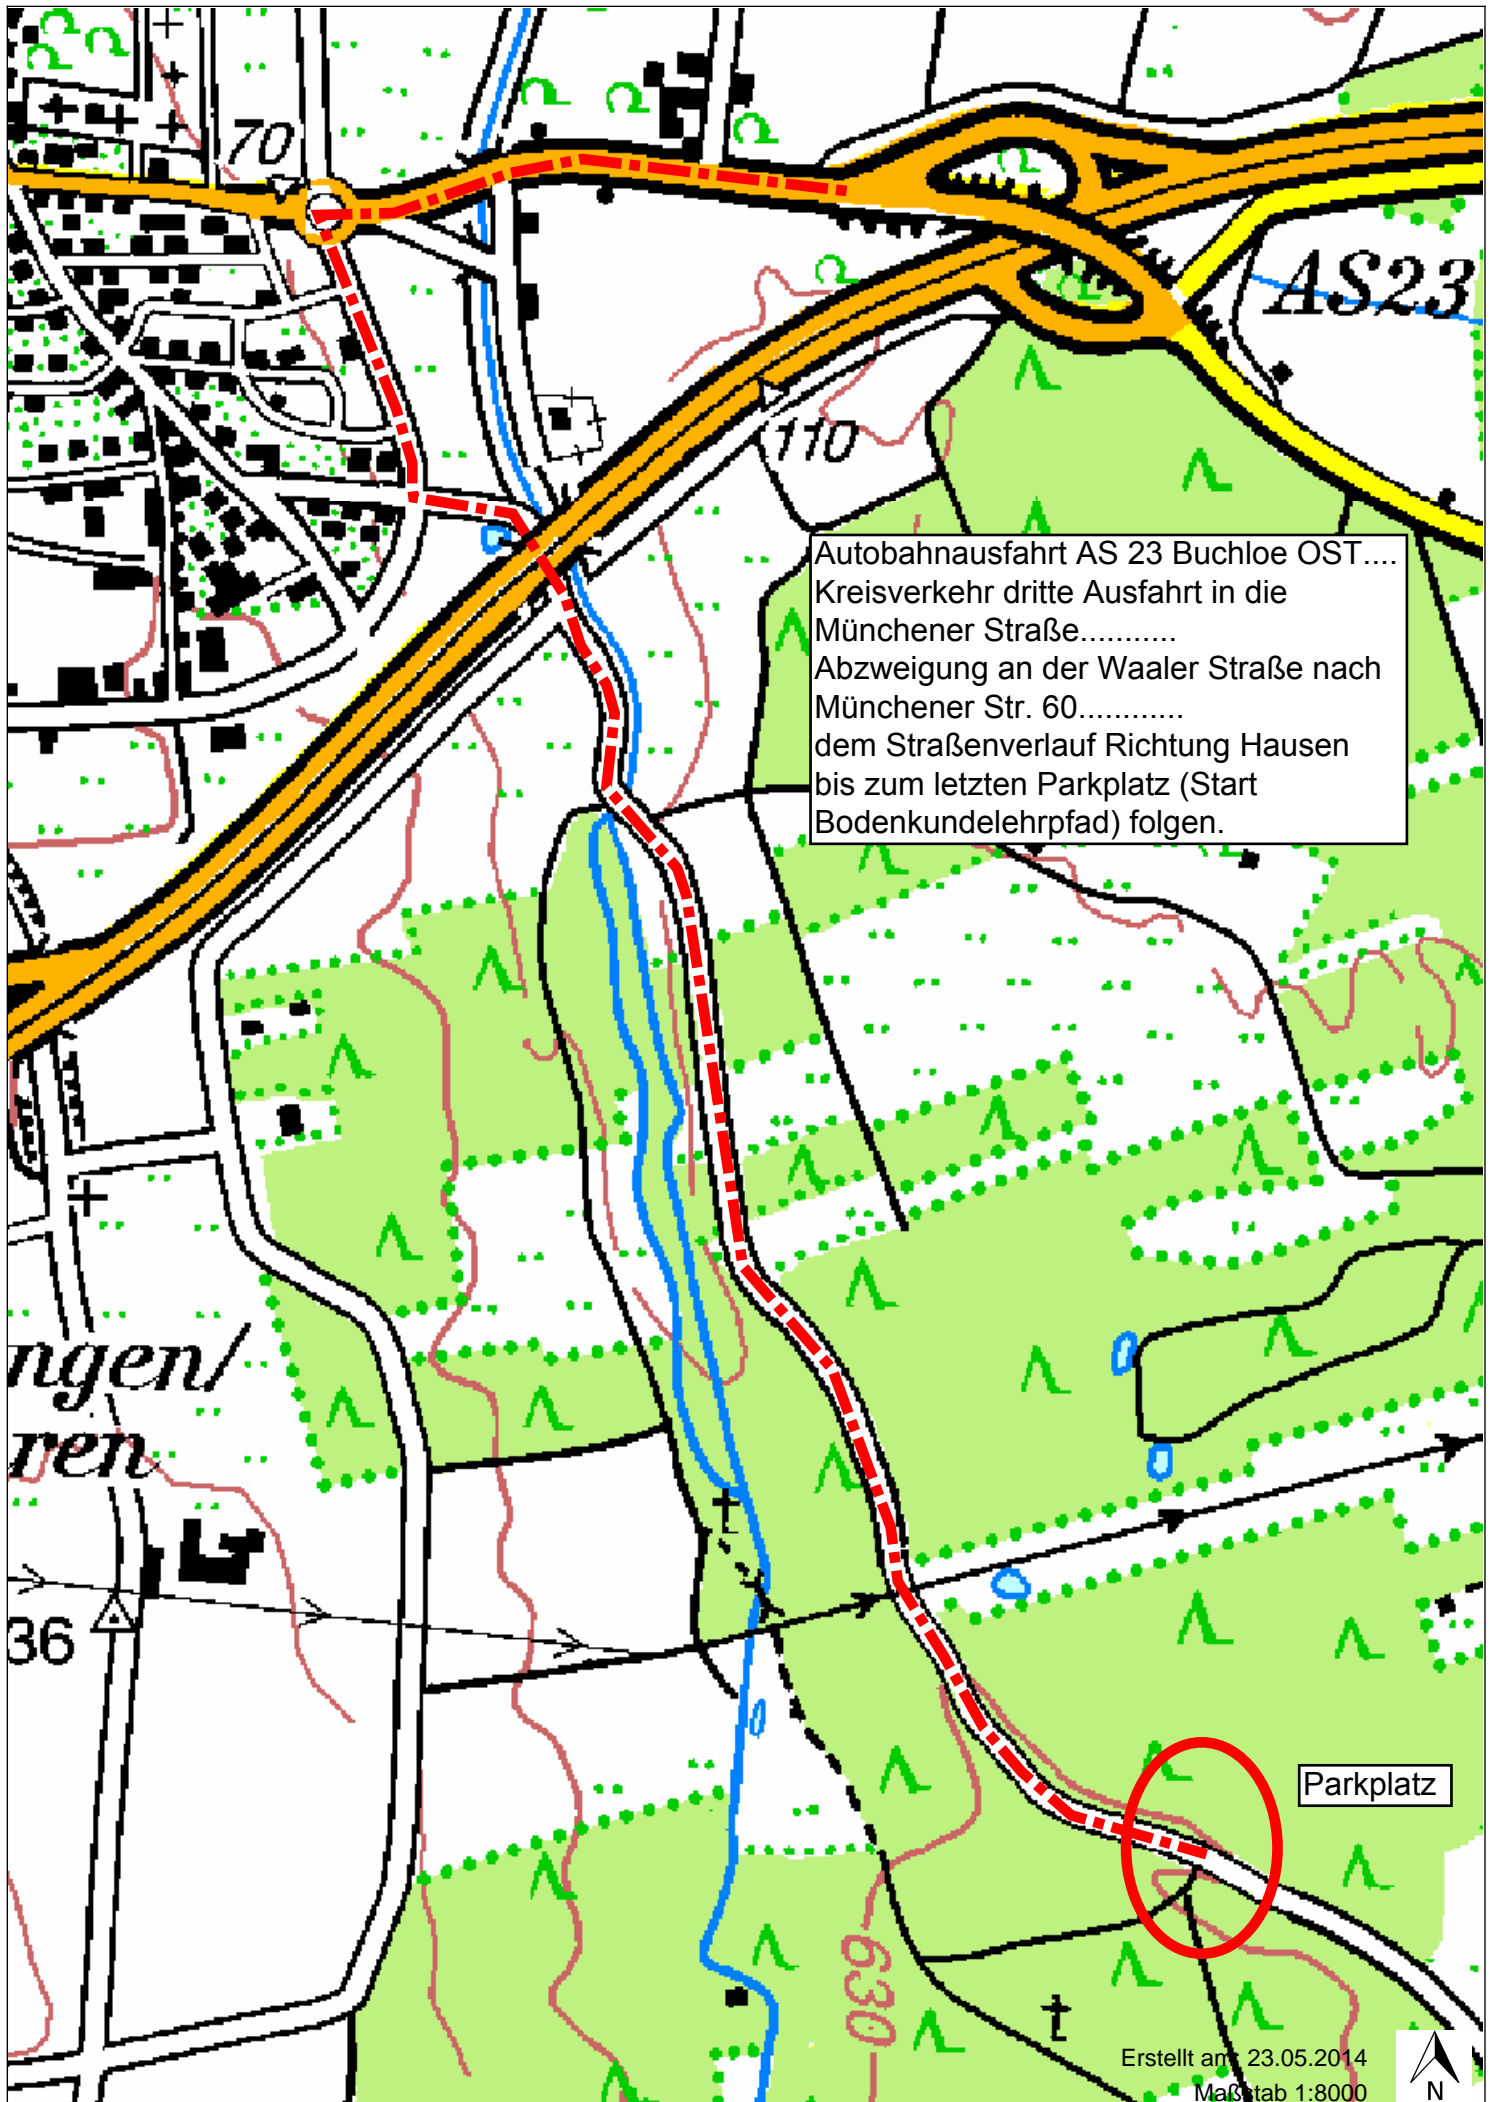 70
AS23
110
Autobahnausfahrt AS 23 Buchloe OST....
Kreisverkehr dritte Ausfahrt in die
Münchener Straße...........
Abzweigung an der Waaler Straße nach
Münchener Str. 60............
dem Straßenverlauf Richtung Hausen
bis zum letzten Parkplatz (Start
Bodenkundelehrpfad) folgen.
ngen/
ren
36
Parkplatz
630
Erstellt am: 23.05.2014
Maßstab 1:8000
N